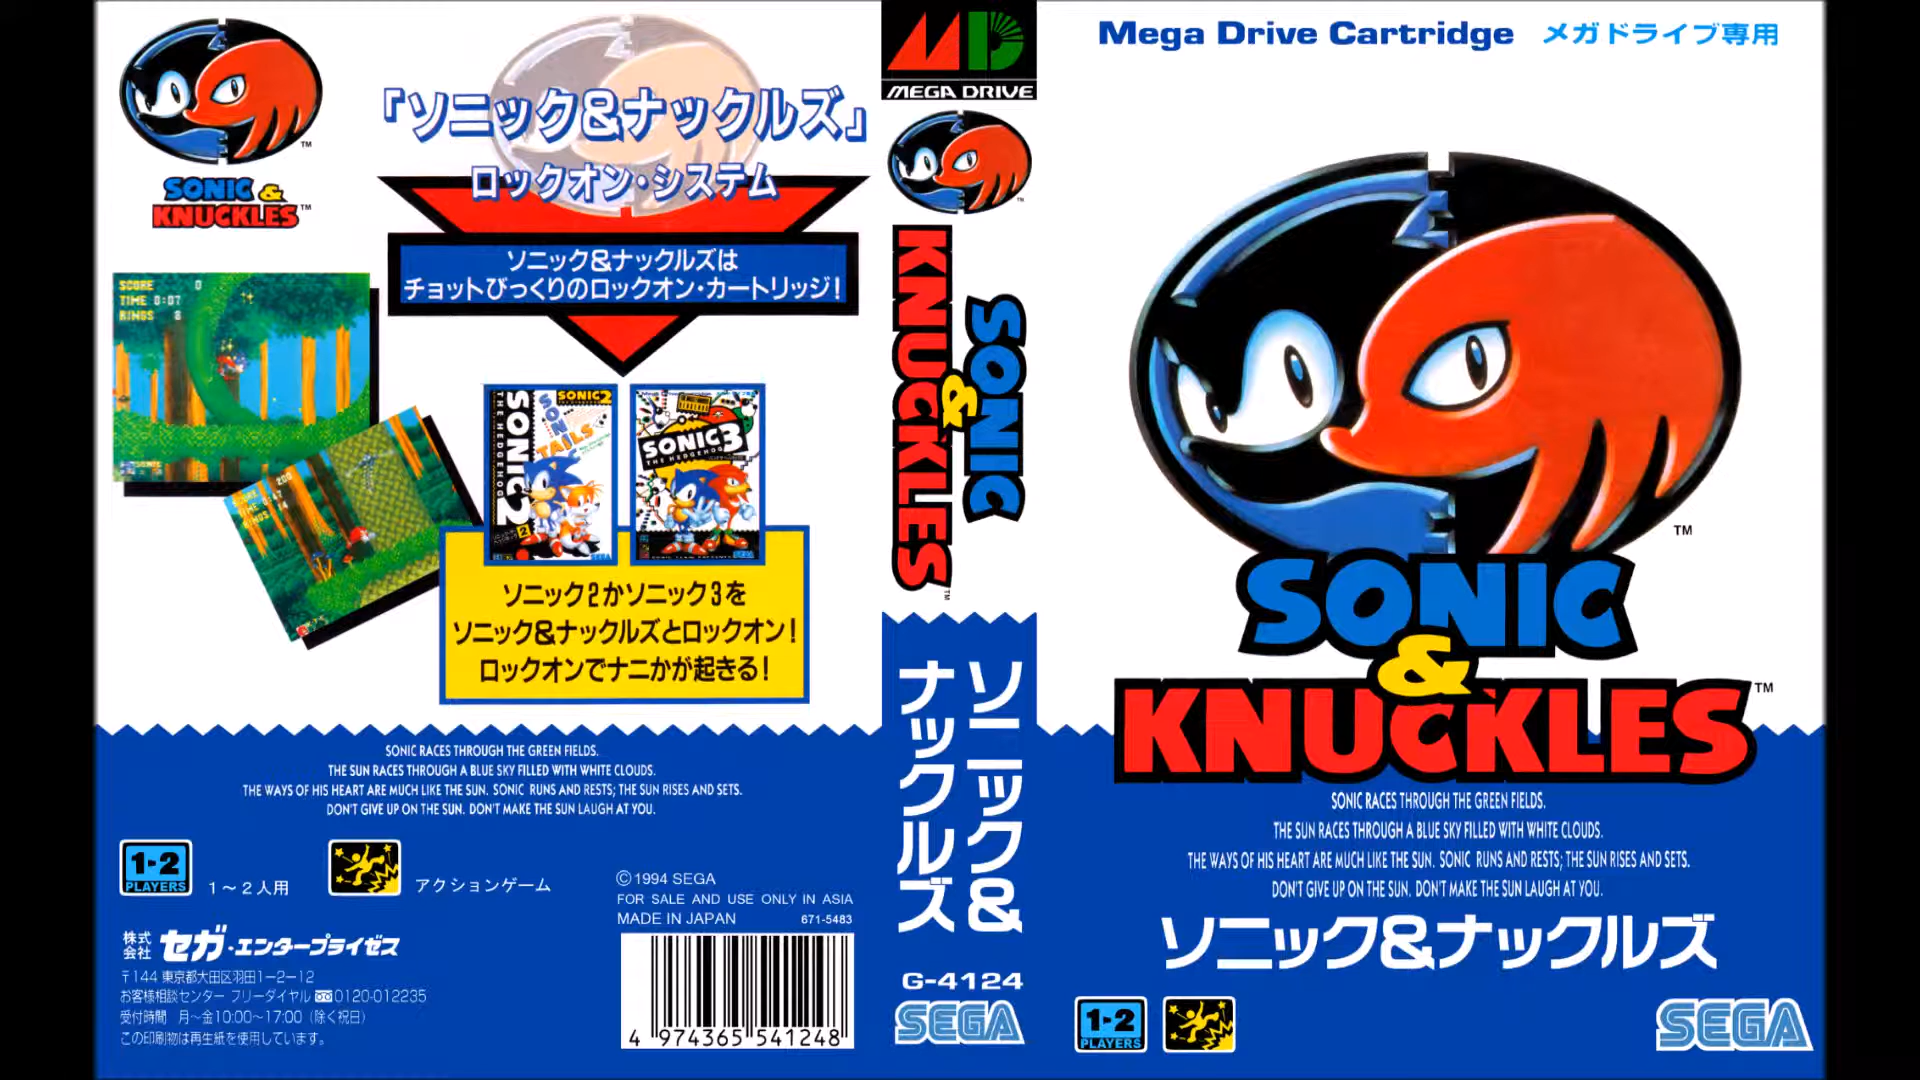 SONIC &
KNUCKLES™
「ソニック&ナックルズ」
ロックオン・システム
ソニック&ナックルズは
チョットびっくりのロックオン・カートリッジ!
SCORE 0
TIME 0:07
RINGS 8
SONIC 2
SONIC 2
THE HEDGEHOG
SONIC
TAILS
SEGA
SONIC 3
THE HEDGEHOG
SEGA
ソニック2かソニック3を
ソニック&ナックルズとロックオン!
ロックオンでナニかが起きる!
SONIC RACES THROUGH THE GREEN FIELDS.
THE SUN RACES THROUGH A BLUE SKY FILLED WITH WHITE CLOUDS.
THE WAYS OF HIS HEART ARE MUCH LIKE THE SUN. SONIC RUNS AND RESTS; THE SUN RISES AND SETS.
DON'T GIVE UP ON THE SUN. DON'T MAKE THE SUN LAUGH AT YOU.
1-2
PLAYERS
1～2人用
アクションゲーム
株式会社 セガ・エンタープライゼス
〒144 東京都大田区羽田1-2-12
お客様相談センター フリーダイヤル 0120-012235
受付時間 月～金10:00～17:00（除く祝日）
この印刷物は再生紙を使用しています。
©1994 SEGA
FOR SALE AND USE ONLY IN ASIA
MADE IN JAPAN 671-5483
4 974365 541248
MD
MEGA DRIVE
SONIC
&
KNUCKLES™
ソニック&
ナックルズ
G-4124
SEGA
Mega Drive Cartridge メガドライブ専用
TM
SONIC
&
KNUCKLES™
SONIC RACES THROUGH THE GREEN FIELDS.
THE SUN RACES THROUGH A BLUE SKY FILLED WITH WHITE CLOUDS.
THE WAYS OF HIS HEART ARE MUCH LIKE THE SUN. SONIC RUNS AND RESTS; THE SUN RISES AND SETS.
DON'T GIVE UP ON THE SUN. DON'T MAKE THE SUN LAUGH AT YOU.
ソニック&ナックルズ
1-2
PLAYERS
SEGA